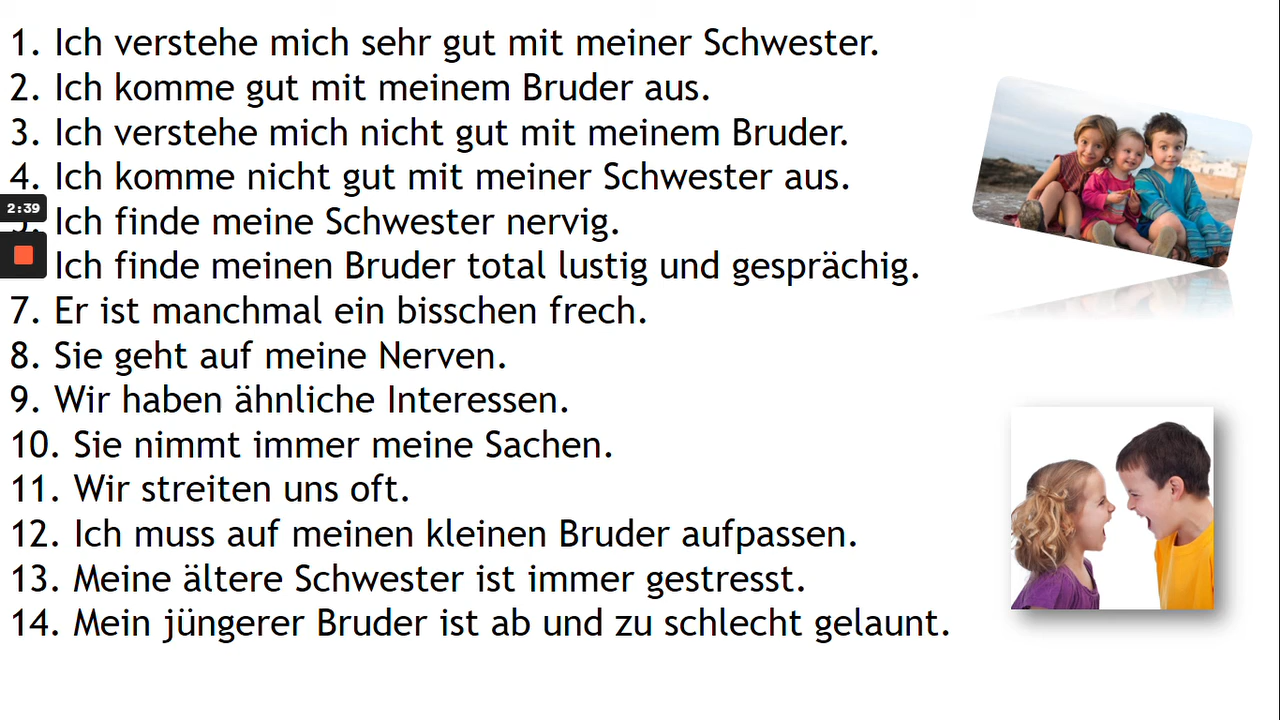 1. Ich verstehe mich sehr gut mit meiner Schwester.
2. Ich komme gut mit meinem Bruder aus.
3. Ich verstehe mich nicht gut mit meinem Bruder.
4. Ich komme nicht gut mit meiner Schwester aus.
2:39
5. Ich finde meine Schwester nervig.
Ich finde meinen Bruder total lustig und gesprächig.
7. Er ist manchmal ein bisschen frech.
8. Sie geht auf meine Nerven.
9. Wir haben ähnliche Interessen.
10. Sie nimmt immer meine Sachen.
11. Wir streiten uns oft.
12. Ich muss auf meinen kleinen Bruder aufpassen.
13. Meine ältere Schwester ist immer gestresst.
14. Mein jüngerer Bruder ist ab und zu schlecht gelaunt.